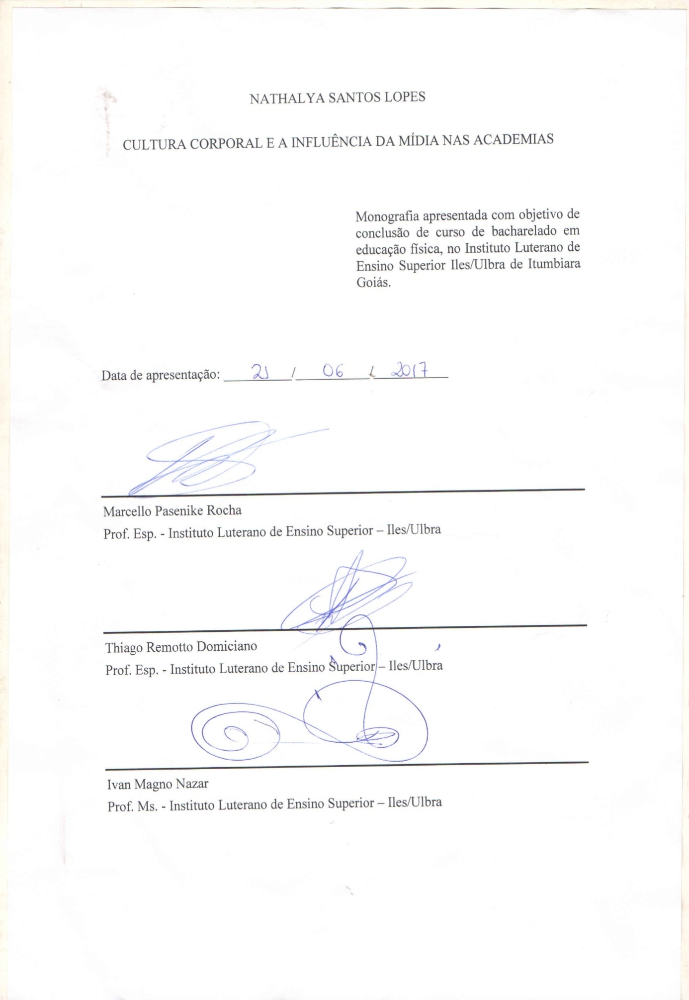 NATHALYA SANTOS LOPES
CULTURA CORPORAL E A INFLUÊNCIA DA MÍDIA NAS ACADEMIAS
Monografia apresentada com objetivo de
conclusão de curso de bacharelado em
educação física, no Instituto Luterano de
Ensino Superior Iles/Ulbra de Itumbiara
Goiás.
Data de apresentação: 21 / 06 / 2017
Marcello Pasenike Rocha
Prof. Esp. - Instituto Luterano de Ensino Superior – Iles/Ulbra
Thiago Remotto Domiciano
Prof. Esp. - Instituto Luterano de Ensino Superior – Iles/Ulbra
Ivan Magno Nazar
Prof. Ms. - Instituto Luterano de Ensino Superior – Iles/Ulbra